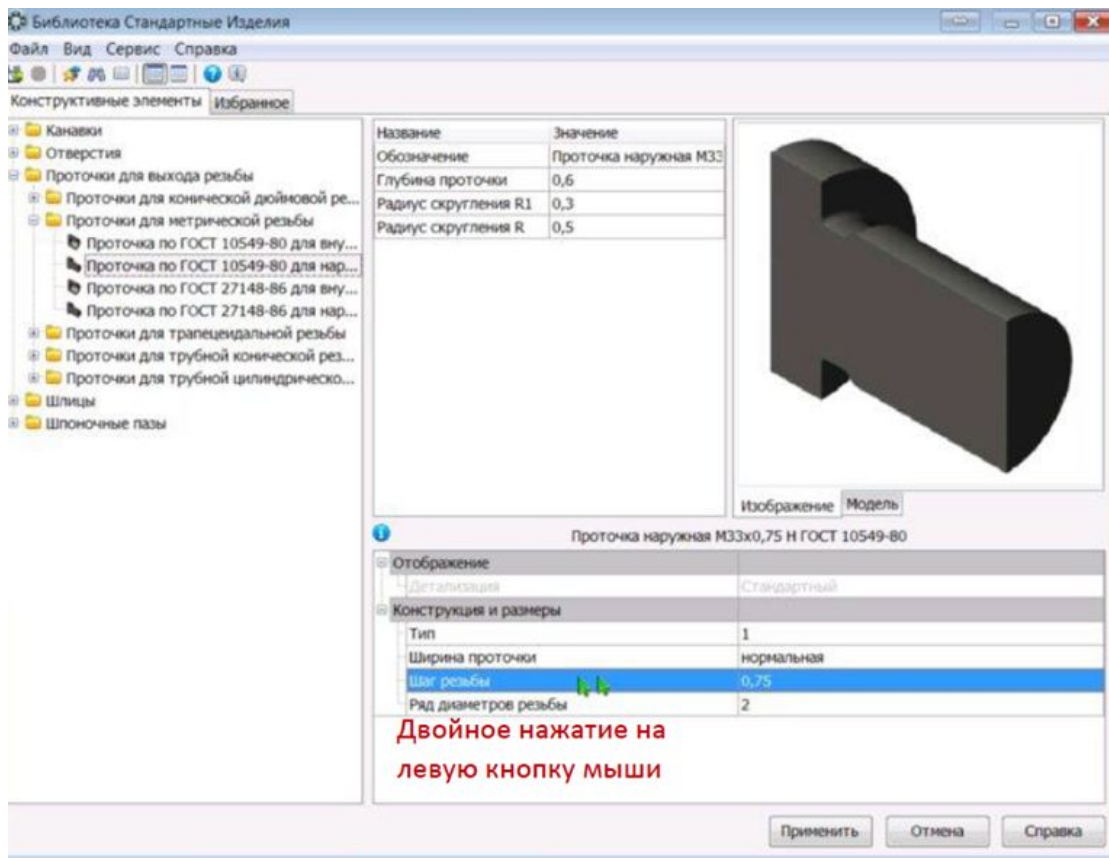 Библиотека Стандартные Изделия
Файл Вид Сервис Справка
Конструктивные элементы Избранное
Канавки
Отверстия
Проточки для выхода резьбы
Проточки для конической дюймовой ре...
Проточки для метрической резьбы
Проточка по ГОСТ 10549-80 для вну...
Проточка по ГОСТ 10549-80 для нар...
Проточка по ГОСТ 27148-86 для вну...
Проточка по ГОСТ 27148-86 для нар...
Проточки для трапецеидальной резьбы
Проточки для трубной конической рез...
Проточки для трубной цилиндрическо...
Шлицы
Шпоночные пазы
Название Значение
Обозначение Проточка наружная М33
Глубина проточки 0,6
Радиус скругления R1 0,3
Радиус скругления R 0,5
Изображение Модель
Проточка наружная М33х0,75 Н ГОСТ 10549-80
Отображение
Детализация Стандартный
Конструкция и размеры
Тип 1
Ширина проточки нормальная
Шаг резьбы 0,75
Ряд диаметров резьбы 2
Двойное нажатие на
левую кнопку мыши
Применить Отмена Справка